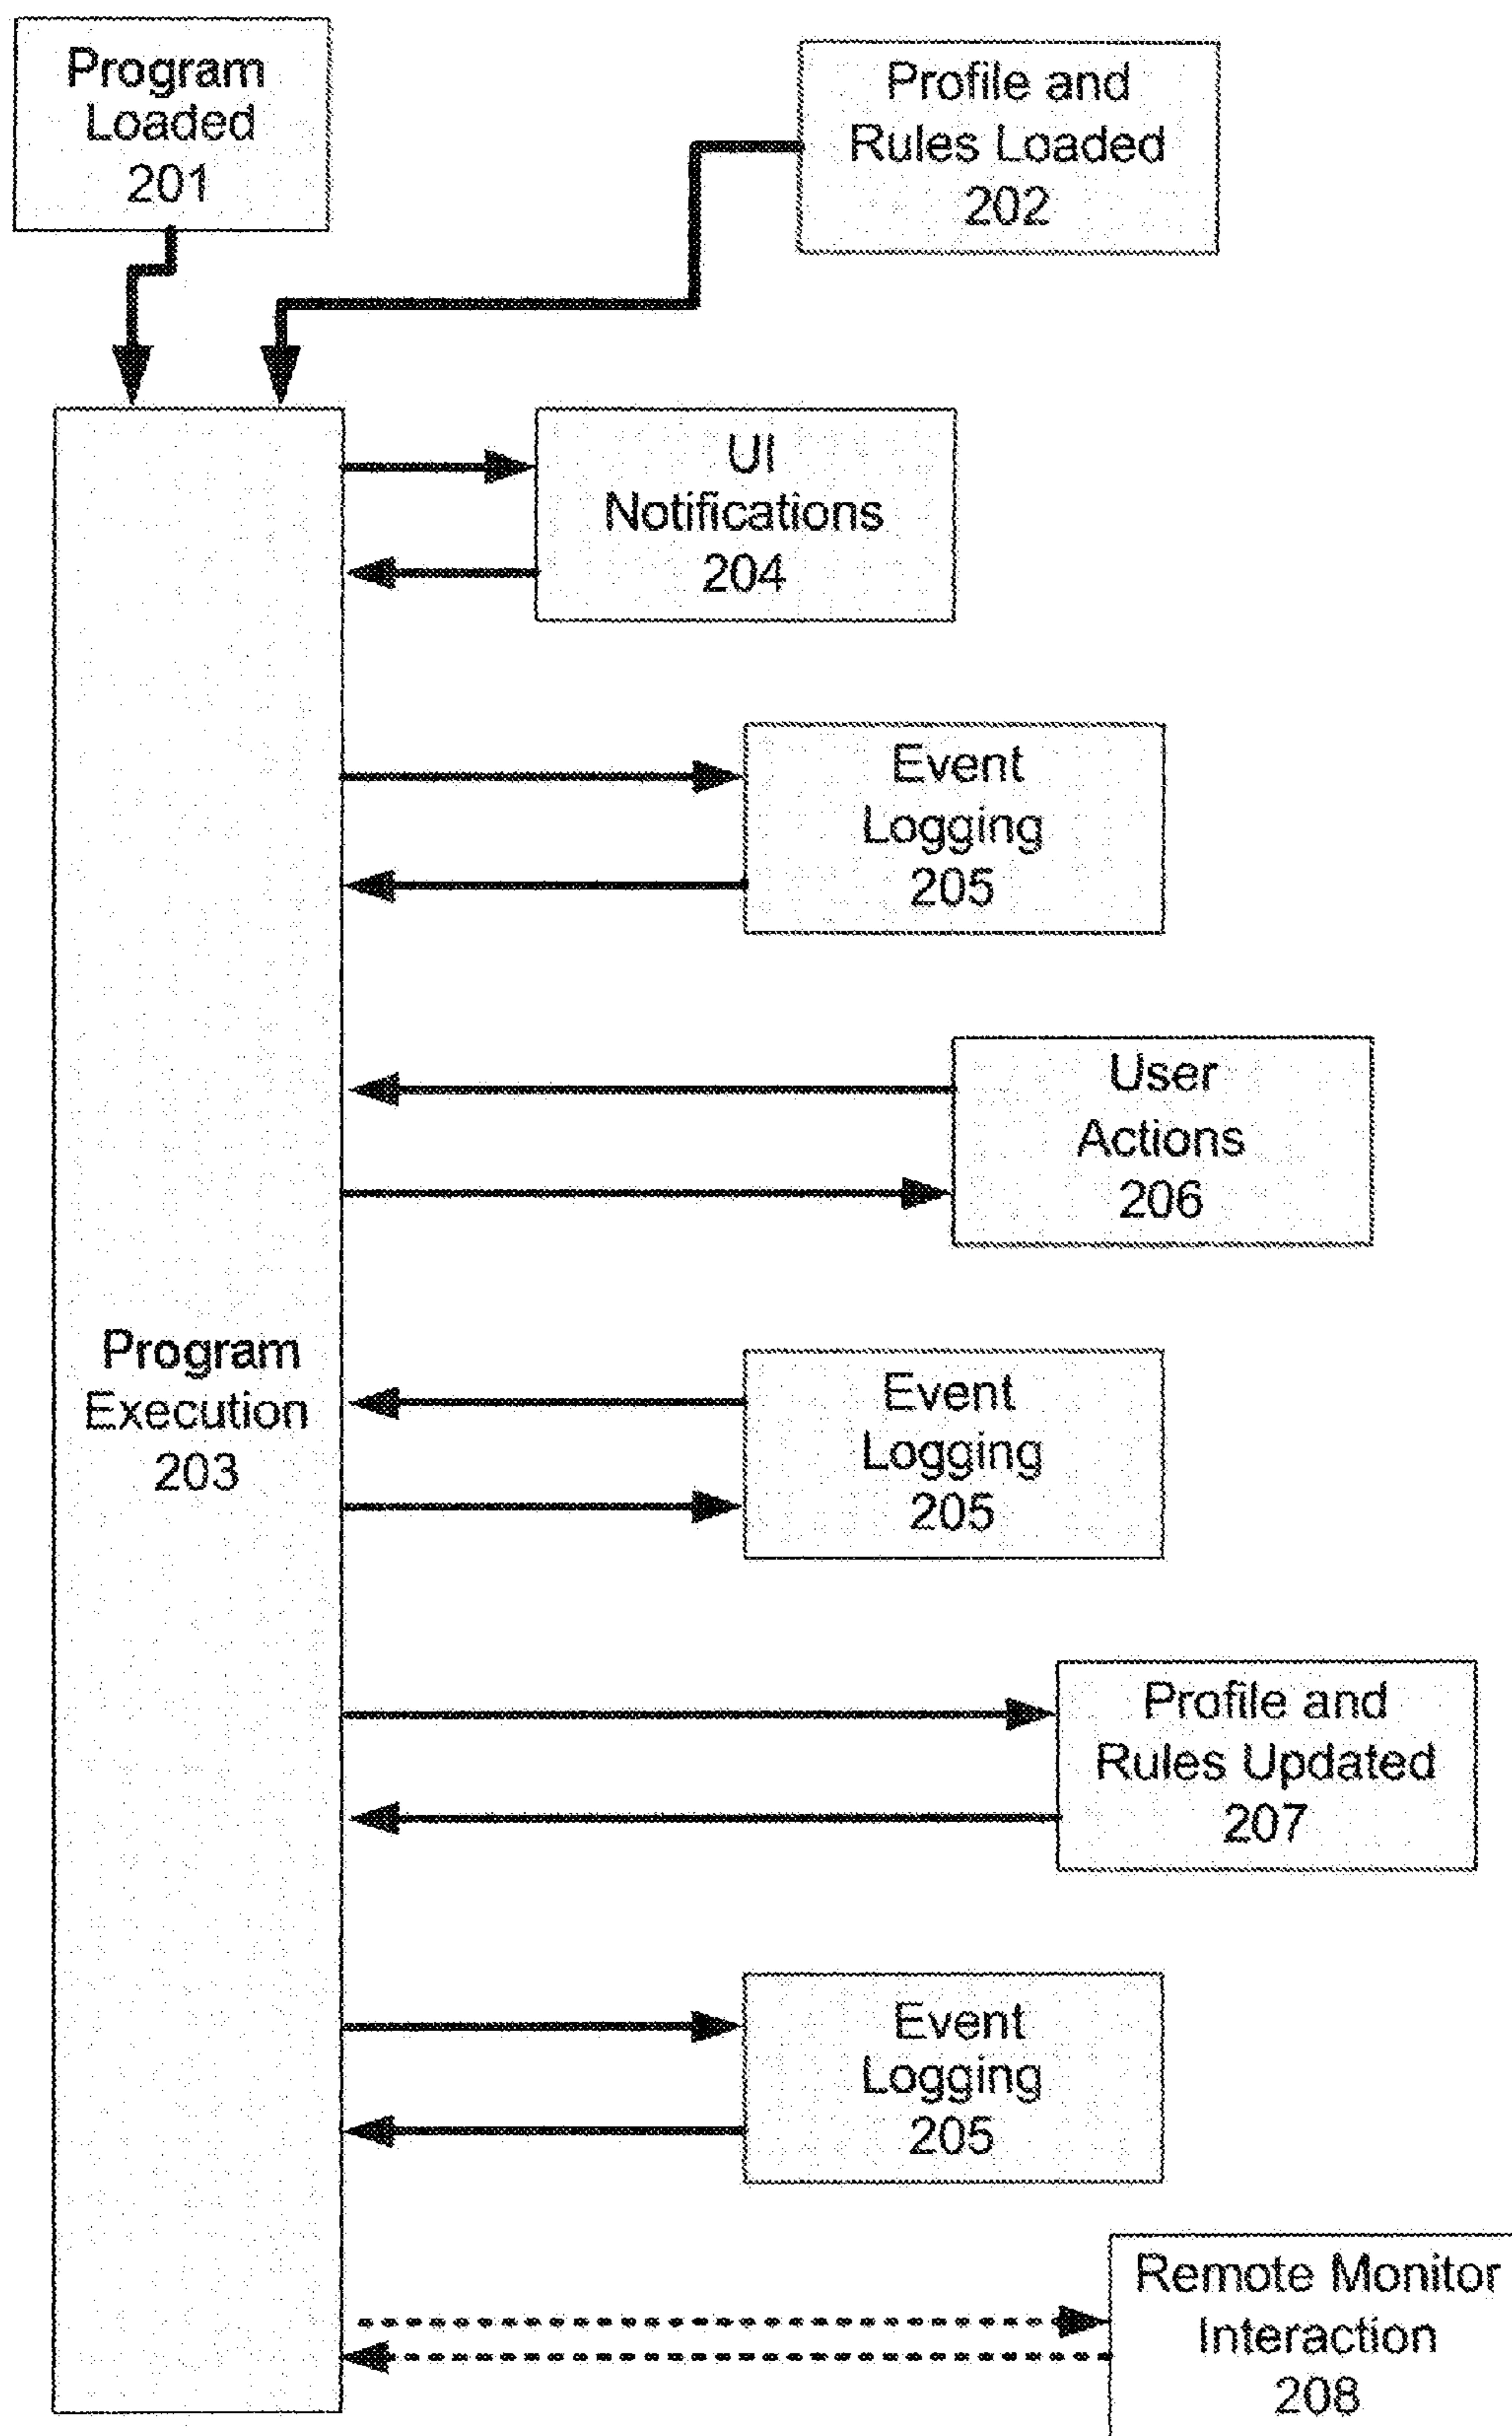 Program
Loaded
201
Profile and
Rules Loaded
202
UI
Notifications
204
Event
Logging
205
User
Actions
206
Program
Execution
203
Event
Logging
205
Profile and
Rules Updated
207
Event
Logging
205
Remote Monitor
Interaction
208